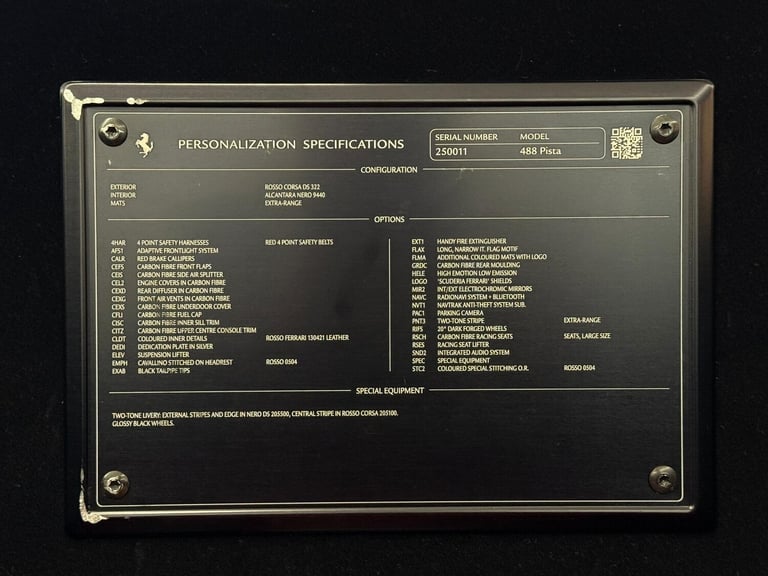 PERSONALIZATION SPECIFICATIONS
SERIAL NUMBER MODEL
250011 488 Pista
CONFIGURATION
EXTERIOR ROSSO CORSA DS 322
INTERIOR ALCANTARA NERO 9440
MATS EXTRA-RANGE
OPTIONS
4HAR 4 POINT SAFETY HARNESSES RED 4 POINT SAFETY BELTS
AFS1 ADAPTIVE FRONTLIGHT SYSTEM
CALR RED BRAKE CALLIPERS
CEFS CARBON FIBRE FRONT FLAPS
CEIS CARBON FIBRE SIDE AIR SPLITTER
CEL2 ENGINE COVERS IN CARBON FIBRE
CEXD REAR DIFFUSER IN CARBON FIBRE
CEXG FRONT AIR VENTS IN CARBON FIBRE
CEXS CARBON FIBRE UNDERDOOR COVER
CFLI CARBON FIBRE FUEL CAP
CISC CARBON FIBRE INNER SILL TRIM
CITZ CARBON FIBRE UPPER CENTRE CONSOLE TRIM
CLDT COLOURED INNER DETAILS ROSSO FERRARI 130421 LEATHER
DEDI DEDICATION PLATE IN SILVER
ELEV SUSPENSION LIFTER
EMPH CAVALLINO STITCHED ON HEADREST ROSSO 0504
EXAB BLACK TAILPIPE TIPS
EXT1 HANDY FIRE EXTINGUISHER
FLAX LONG, NARROW IT. FLAG MOTIF
FLMA ADDITIONAL COLOURED MATS WITH LOGO
GRDC CARBON FIBRE REAR MOULDING
HELE HIGH EMOTION LOW EMISSION
LOGO "SCUDERIA FERRARI" SHIELDS
MIR2 INT/EXT ELECTROCHROMIC MIRRORS
NAVC RADIONAVI SYSTEM + BLUETOOTH
NVT1 NAVTRAK ANTI-THEFT SYSTEM SUB.
PAC1 PARKING CAMERA
PNT3 TWO-TONE STRIPE EXTRA-RANGE
RIF5 20" DARK FORGED WHEELS
RSCH CARBON FIBRE RACING SEATS SEATS, LARGE SIZE
RSES RACING SEAT LIFTER
SND2 INTEGRATED AUDIO SYSTEM
SPEC SPECIAL EQUIPMENT
STC2 COLOURED SPECIAL STITCHING O.R. ROSSO 0504
SPECIAL EQUIPMENT
TWO-TONE LIVERY: EXTERNAL STRIPES AND EDGE IN NERO DS 205500, CENTRAL STRIPE IN ROSSO CORSA 205100.
GLOSSY BLACK WHEELS.